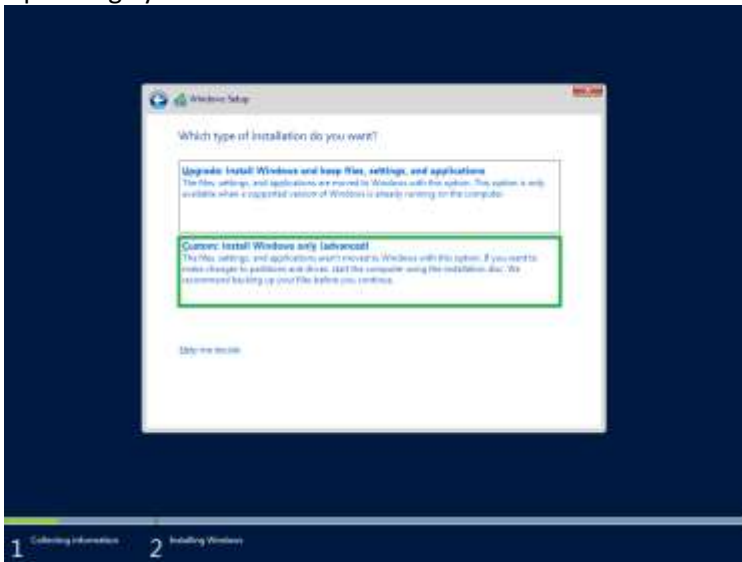 Windows Setup
Which type of installation do you want?
Upgrade: Install Windows and keep files, settings, and applications
The files, settings, and applications are moved to Windows with this option. This option is only
available when a supported version of Windows is already running on the computer.
Custom: Install Windows only (advanced)
The files, settings, and applications aren't moved to Windows with this option. If you want to
make changes to partitions and drives, start the computer using the installation disc. We
recommend backing up your files before you continue.
Help me decide
1 Collecting information
2 Installing Windows